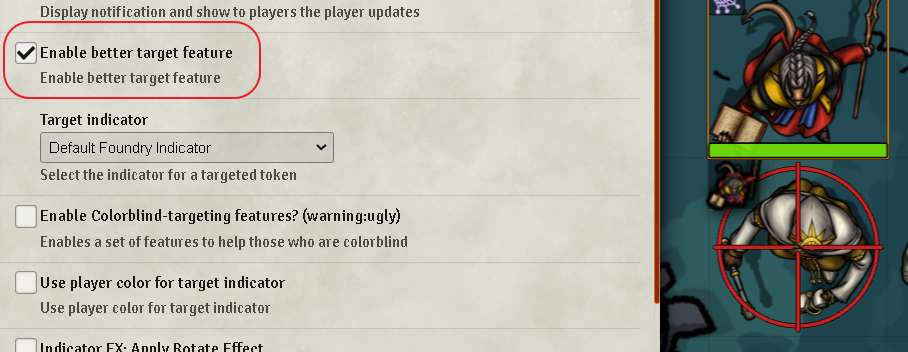 Display notification and show to players the player updates
Enable better target feature
Enable better target feature
Target indicator
Default Foundry Indicator
Select the indicator for a targeted token
Enable Colorblind-targeting features? (warning:ugly)
Enables a set of features to help those who are colorblind
Use player color for target indicator
Use player color for target indicator
Indicator FX: Apply Rotate Effect